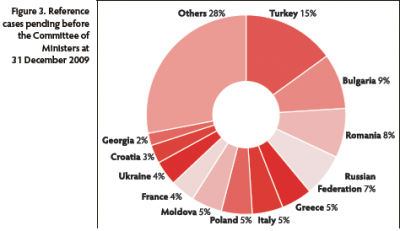 Figure 3. Reference
cases pending before
the Committee of
Ministers at
31 December 2009
Others 28%
Turkey 15%
Bulgaria 9%
Romania 8%
Russian
Federation 7%
Greece 5%
Italy 5%
Poland 5%
Moldova 5%
France 4%
Ukraine 4%
Croatia 3%
Georgia 2%